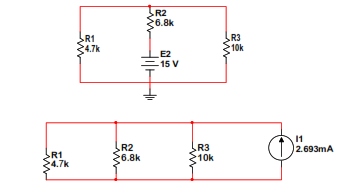 R2
6.8k
R1
4.7k
R3
10k
E2
15 V
R1
4.7k
R2
6.8k
R3
10k
I1
2.693mA